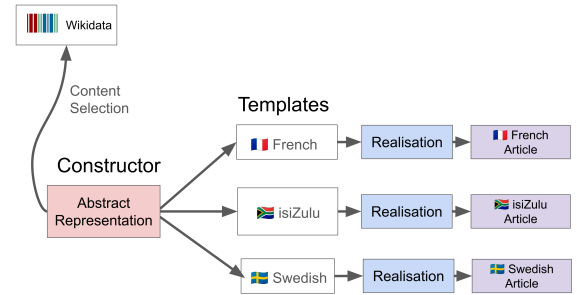 Wikidata
Content
Selection
Templates
Constructor
Abstract
Representation
French
Realisation
French
Article
isiZulu
Realisation
isiZulu
Article
Swedish
Realisation
Swedish
Article